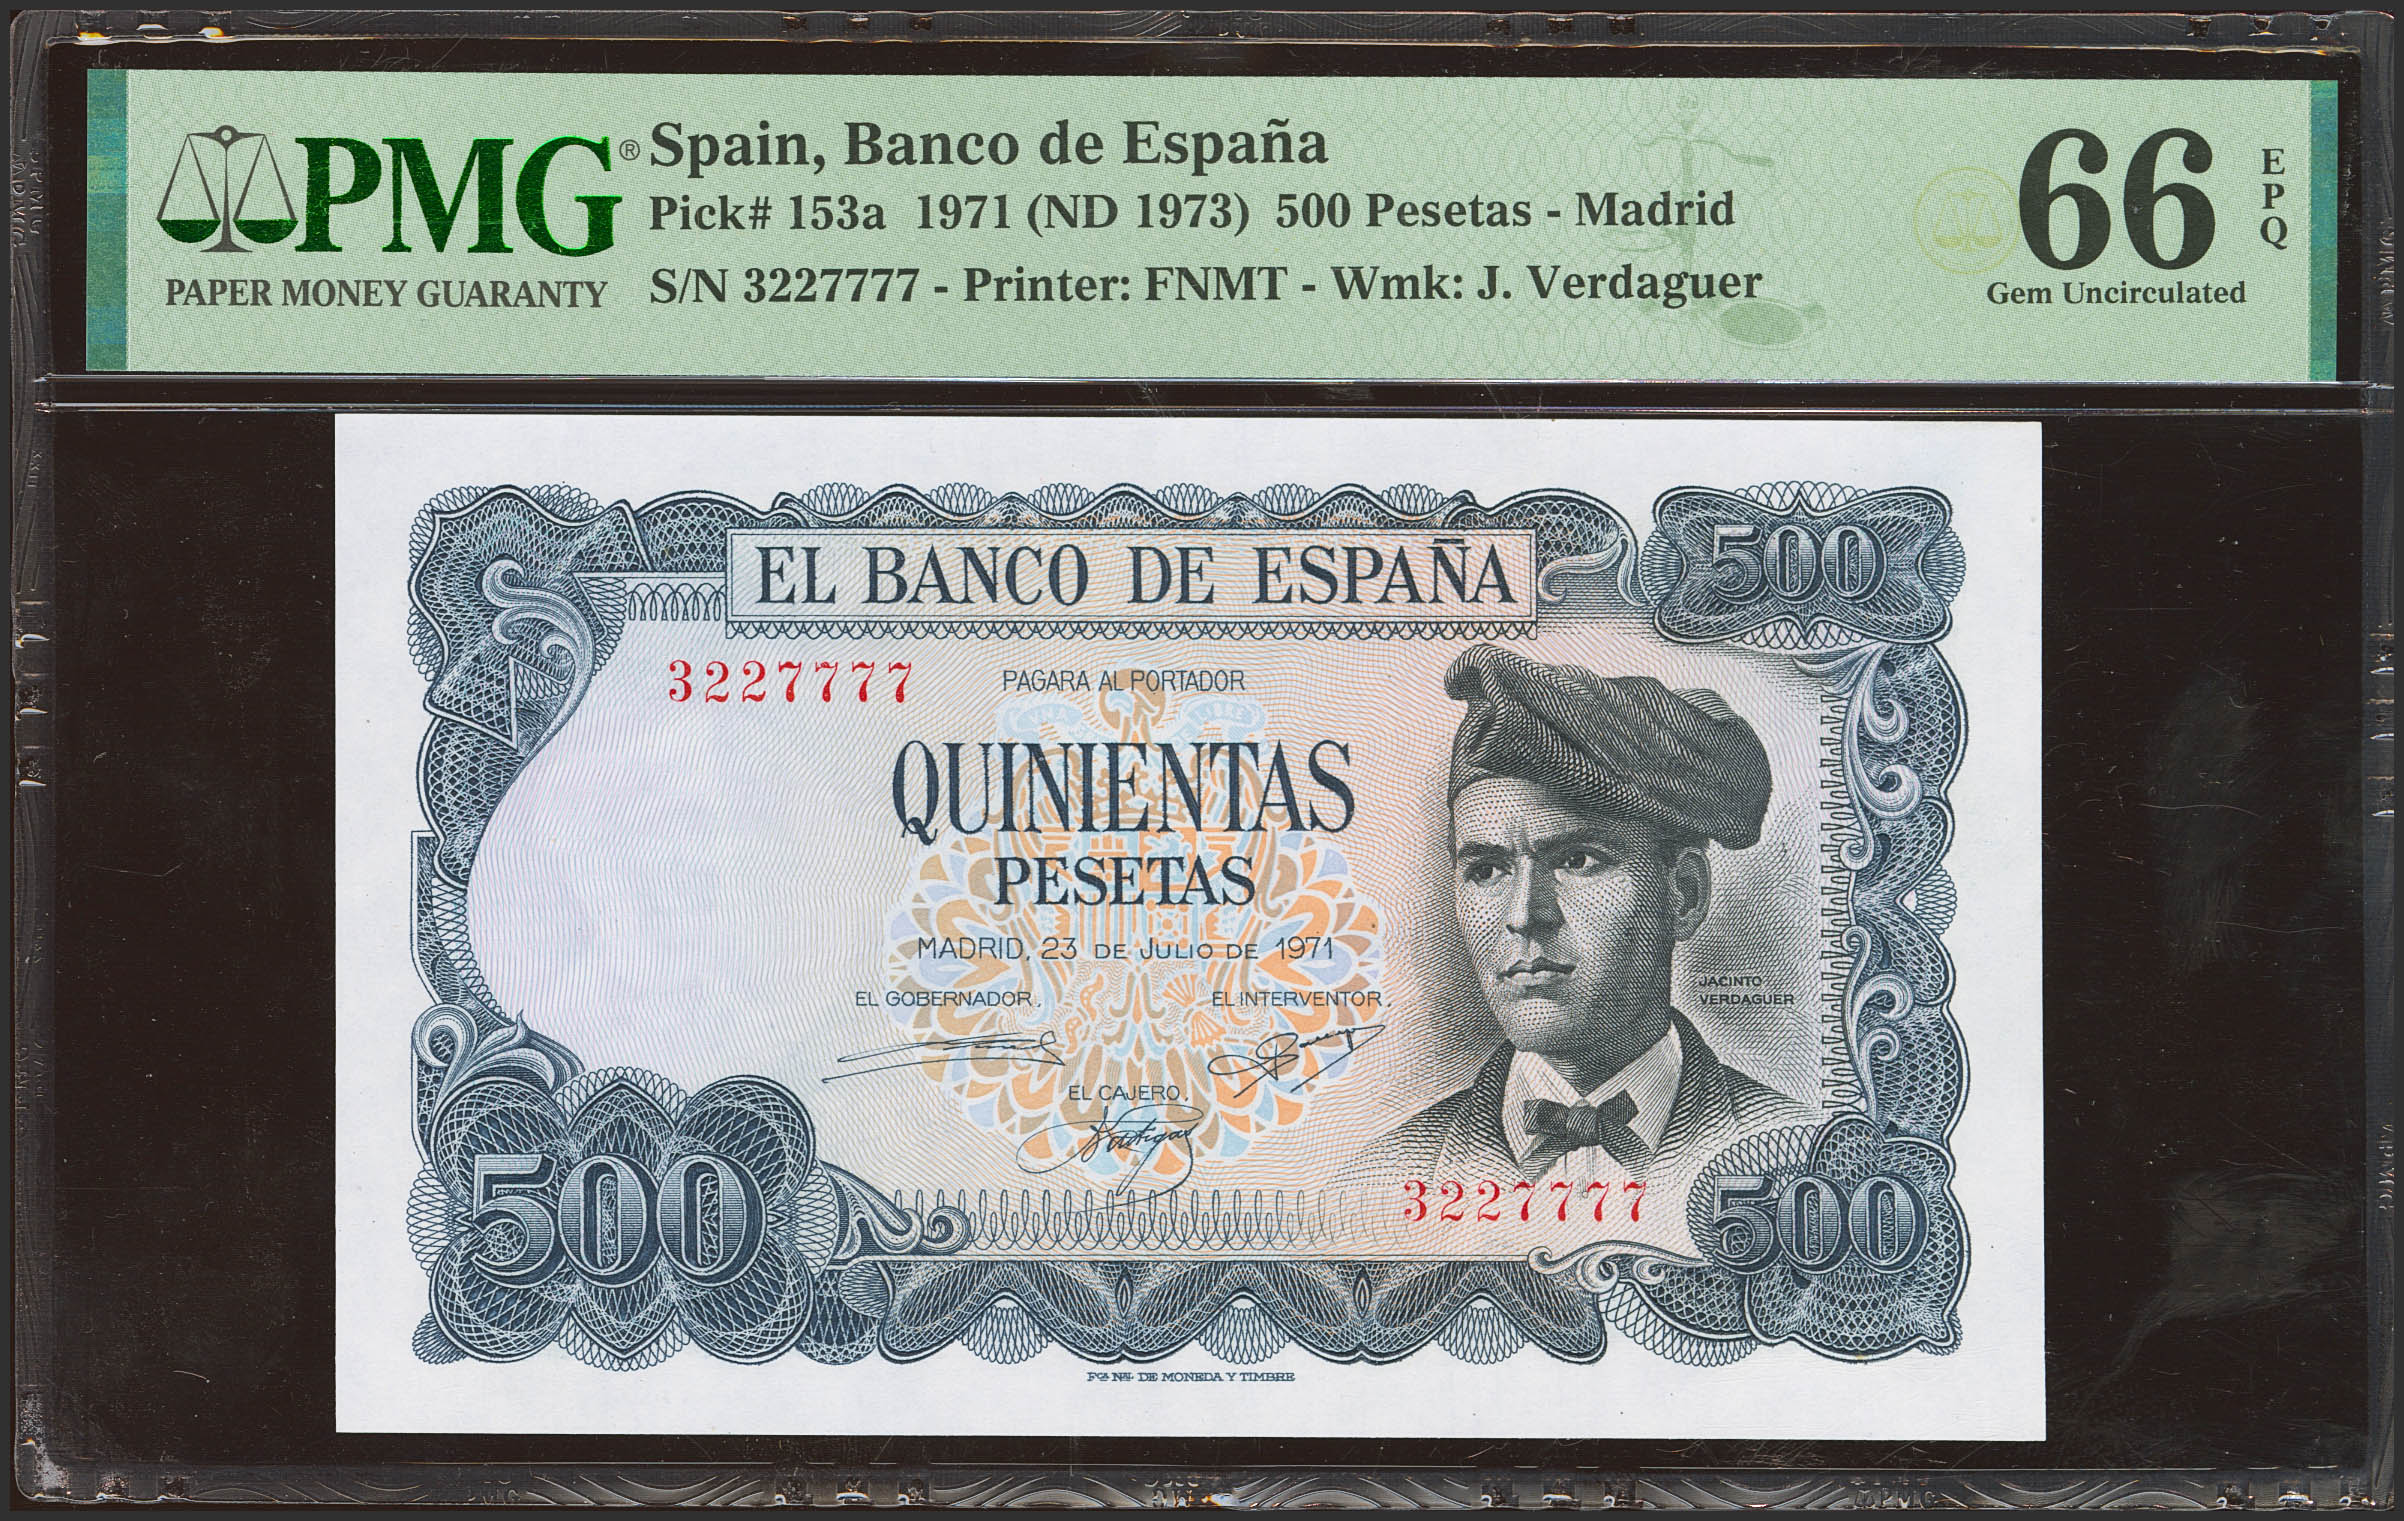 PMG®
PAPER MONEY GUARANTY
Spain, Banco de España
Pick# 153a 1971 (ND 1973) 500 Pesetas - Madrid
S/N 3227777 - Printer: FNMT - Wmk: J. Verdaguer
66
EPQ
Gem Uncirculated
EL BANCO DE ESPAÑA
500
3227777
PAGARA AL PORTADOR
QUINIENTAS
PESETAS
MADRID, 23 DE JULIO DE 1971
JACINTO
VERDAGUER
EL GOBERNADOR,
EL INTERVENTOR,
EL CAJERO,
3227777
500
500
Fca. Nal. DE MONEDA Y TIMBRE